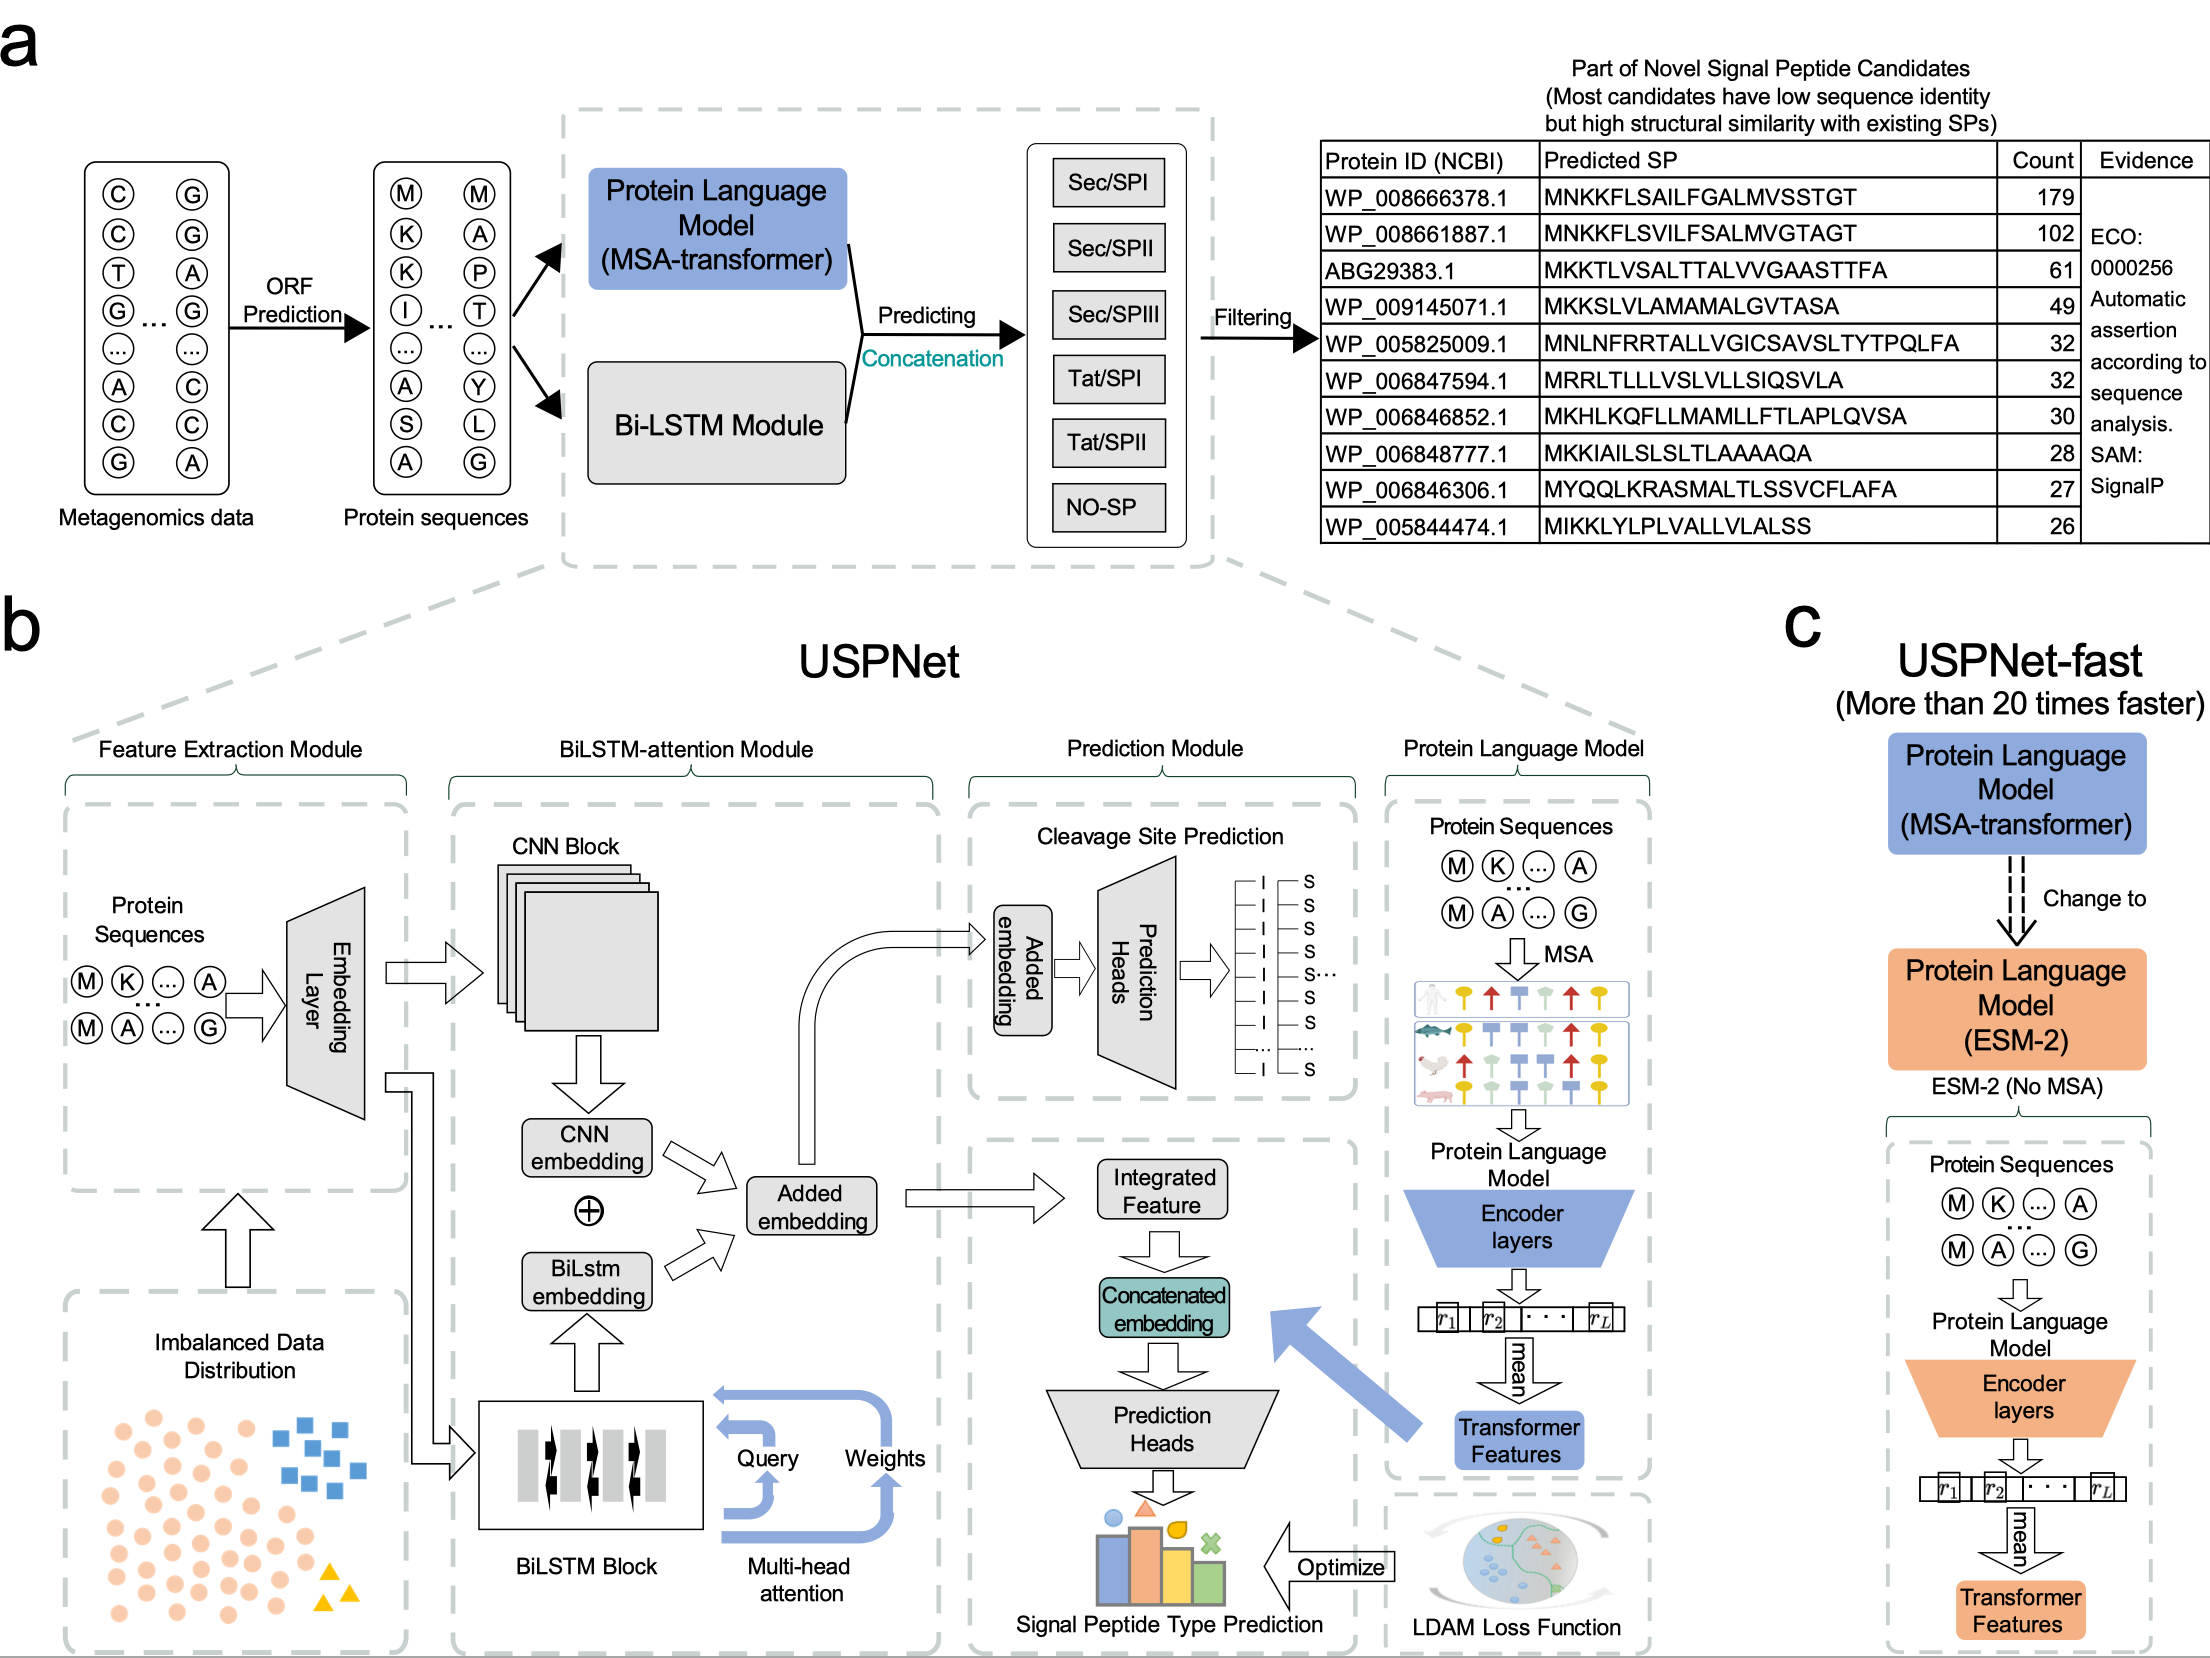 a
C G
C G
T A
G ... G
... ...
A C
C C
G A
Metagenomics data
ORF
Prediction
M M
K A
K P
I ... T
... ...
A Y
S L
A G
Protein sequences
Protein Language
Model
(MSA-transformer)
Bi-LSTM Module
Predicting
Concatenation
Sec/SPI
Sec/SPII
Sec/SPIII
Tat/SPI
Tat/SPII
NO-SP
Filtering
Part of Novel Signal Peptide Candidates
(Most candidates have low sequence identity
but high structural similarity with existing SPs)
Protein ID (NCBI) Predicted SP Count Evidence
WP_008666378.1 MNKKFLSAILFGALMVSSTGT 179
WP_008661887.1 MNKKFLSVILFSALMVGTAGT 102
ABG29383.1 MKKTLVSALTTALVVGAASTTFA 61
WP_009145071.1 MKKSLVLAMAMALGVTASA 49
WP_005825009.1 MNLNFRRTALLVGICSAVSLTYTPQLFA 32
WP_006847594.1 MRRLTLLLVSLVLLSIQSVLA 32
WP_006846852.1 MKHLKQFLLMAMLLFTLAPLQVSA 30
WP_006848777.1 MKKIAILSLSLTLAAAAQA 28
WP_006846306.1 MYQQLKRASMALTLSSVCFLAFA 27
WP_005844474.1 MIKKLYLPLVALLVLALSS 26
ECO:
0000256
Automatic
assertion
according to
sequence
analysis.
SAM:
SignalP
b
USPNet
Feature Extraction Module
Protein
Sequences
M K ... A
...
M A ... G
Embedding
Layer
Imbalanced Data
Distribution
BiLSTM-attention Module
CNN Block
CNN
embedding
⊕
BiLstm
embedding
Added
embedding
Query
Weights
BiLSTM Block
Multi-head
attention
Prediction Module
Cleavage Site Prediction
Added
embedding
Prediction
Heads
I S
I S
I S
I S
I S...
I S
I S
... ...
I S
Integrated
Feature
Concatenated
embedding
Prediction
Heads
Signal Peptide Type Prediction
Protein Language Model
Protein Sequences
M K ... A
...
M A ... G
MSA
Protein Language
Model
Encoder
layers
r1 r2 · · · rL
mean
Transformer
Features
Optimize
LDAM Loss Function
c
USPNet-fast
(More than 20 times faster)
Protein Language
Model
(MSA-transformer)
Change to
Protein Language
Model
(ESM-2)
ESM-2 (No MSA)
Protein Sequences
M K ... A
...
M A ... G
Protein Language
Model
Encoder
layers
r1 r2 · · · rL
mean
Transformer
Features